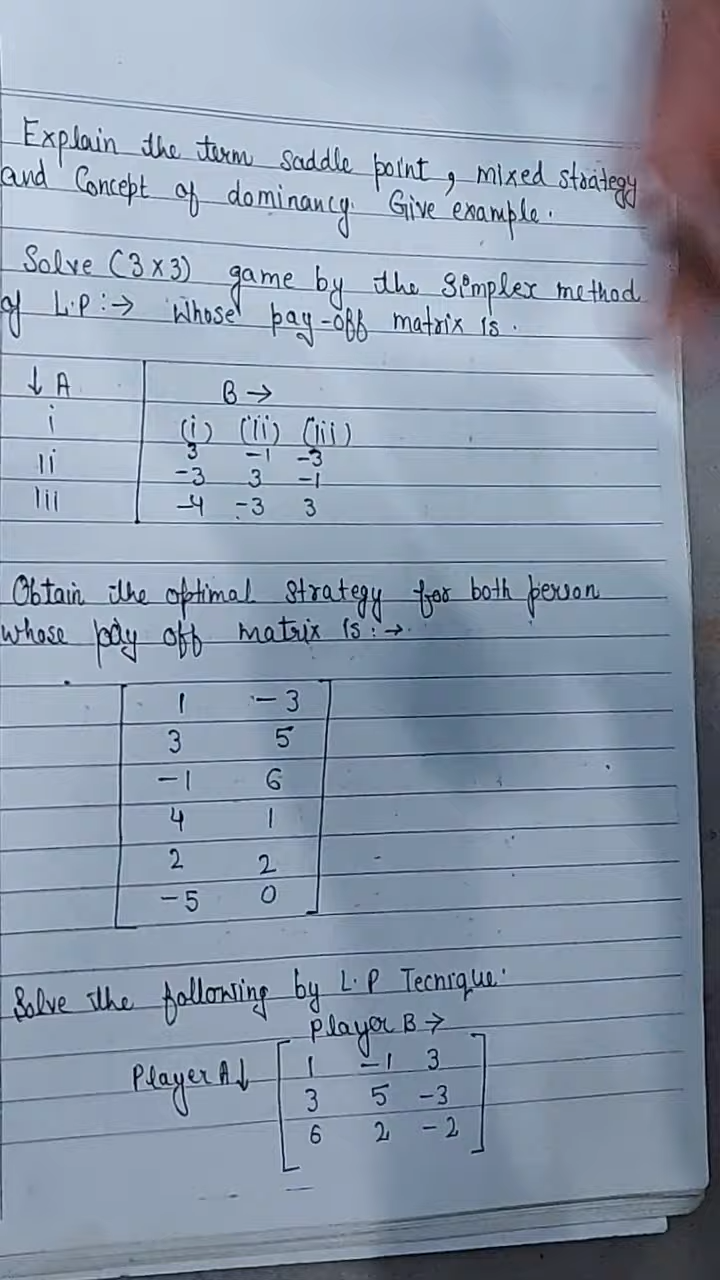 Explain the term saddle point, mixed strategy
and Concept of dominancy. Give example.
Solve (3×3) game by the Simplex method
of L.P :→ Whose pay-off matrix is.
↓ A B →
i (i) (ii) (iii)
3 -1 -3
ii -3 3 -1
iii -4 -3 3
Obtain the optimal strategy for both person
whose pay off matrix is :→
1 -3
3 5
-1 6
4 1
2 2
-5 0
Solve the following by L.P Tecnique.
Player B →
Player A↓ 1 -1 3
3 5 -3
6 2 -2